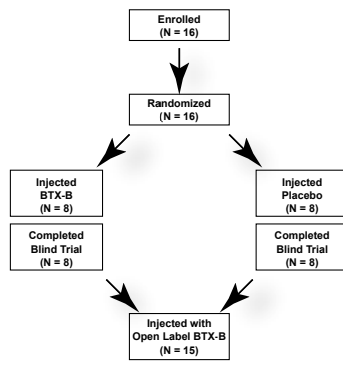 Enrolled
(N = 16)
Randomized
(N = 16)
Injected
BTX-B
(N = 8)
Injected
Placebo
(N = 8)
Completed
Blind Trial
(N = 8)
Completed
Blind Trial
(N = 8)
Injected with
Open Label BTX-B
(N = 15)